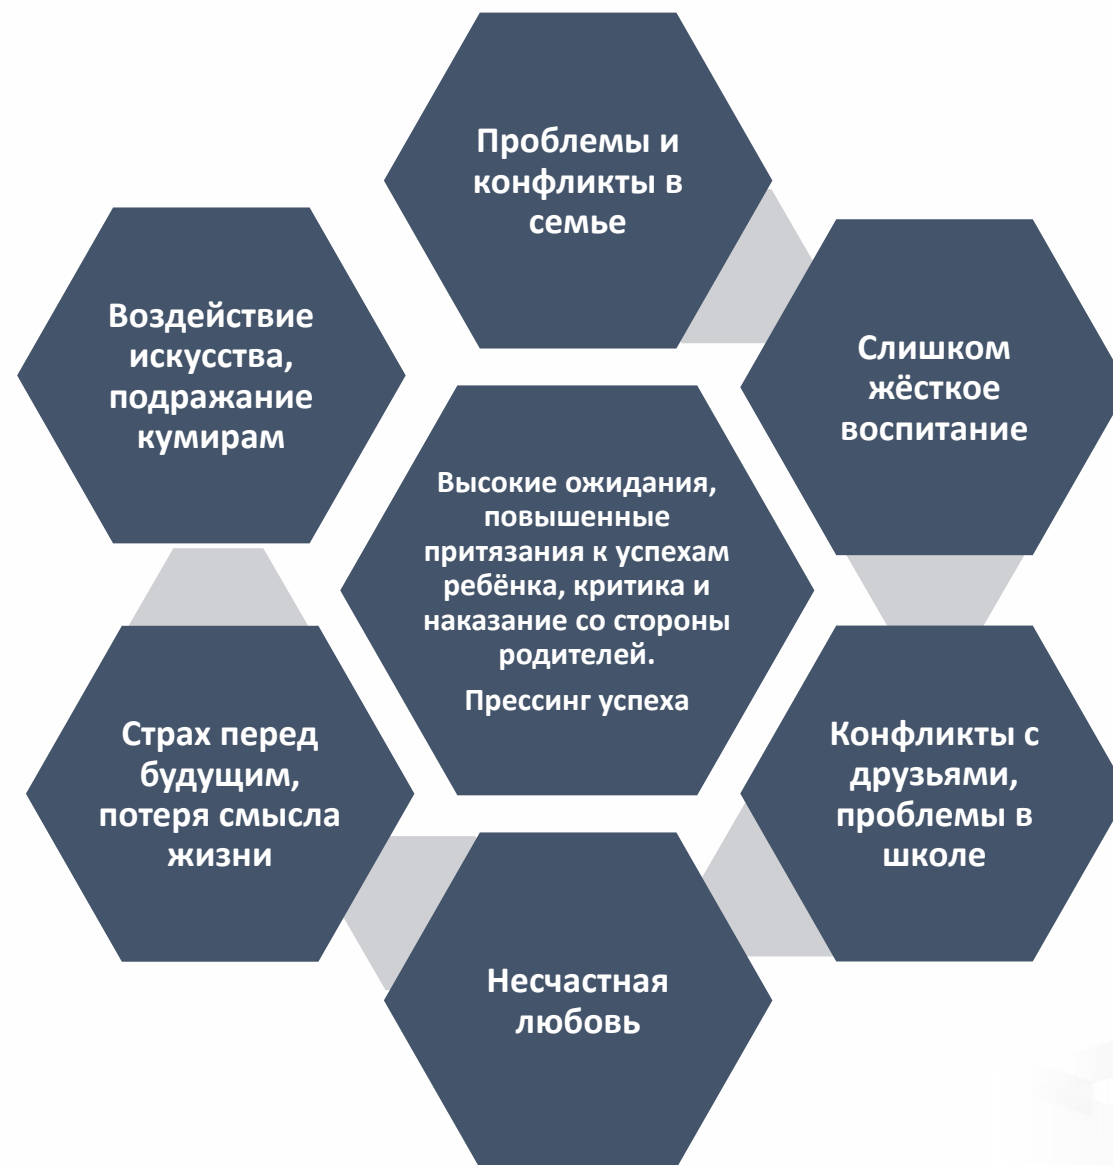 Проблемы и
конфликты в
семье
Слишком
жёсткое
воспитание
Конфликты с
друзьями,
проблемы в
школе
Несчастная
любовь
Страх перед
будущим,
потеря смысла
жизни
Воздействие
искусства,
подражание
кумирам
Высокие ожидания,
повышенные
притязания к успехам
ребёнка, критика и
наказание со стороны
родителей.
Прессинг успеха